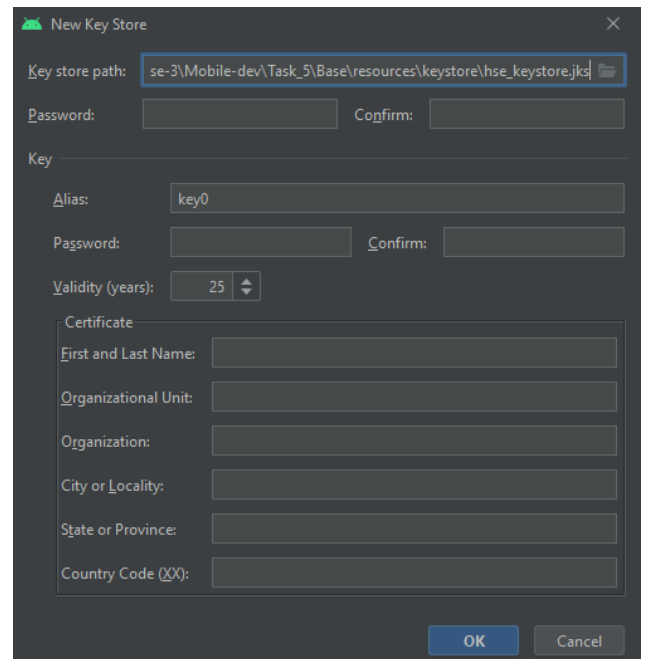 New Key Store
Key store path: se-3\Mobile-dev\Task_5\Base\resources\keystore\hse_keystore.jks
Password: Confirm:
Key
Alias: key0
Password: Confirm:
Validity (years): 25
Certificate
First and Last Name:
Organizational Unit:
Organization:
City or Locality:
State or Province:
Country Code (XX):
OK Cancel